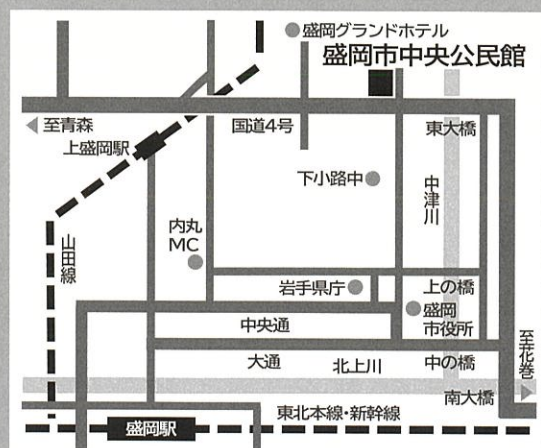 盛岡グランドホテル
盛岡市中央公民館
至青森
国道4号
東大橋
上盛岡駅
下小路中
中津川
内丸
MC
山田線
岩手県庁
上の橋
盛岡
市役所
中央通
至花巻
大通
北上川
中の橋
南大橋
東北本線・新幹線
盛岡駅